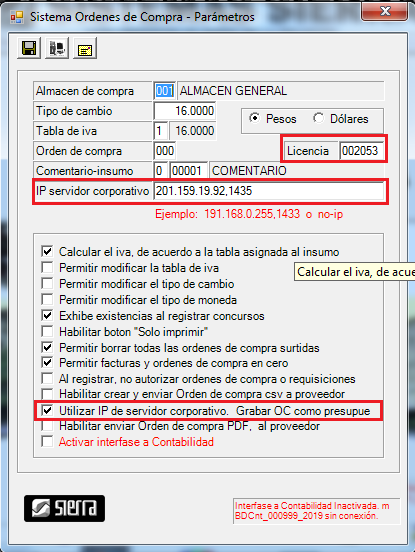 Sistema Ordenes de Compra - Parámetros
Almacen de compra 001 ALMACEN GENERAL
Tipo de cambio 16.0000
Pesos Dólares
Tabla de iva 1 16.0000
Orden de compra 000
Licencia 002053
Comentario-insumo 0 00001 COMENTARIO
IP servidor corporativo 201.159.19.92,1435
Ejemplo: 191.168.0.255,1433 o no-ip
Calcular el iva, de acuerdo a la tabla asignada al insumo
Permitir modificar la tabla de iva
Calcular el iva, de acue
Permitir modificar el tipo de cambio
Permitir modificar el tipo de moneda
Exhibe existencias al registrar concursos
Habilitar boton "Solo imprimir"
Permitir borrar todas las ordenes de compra surtidas
Permitir facturas y ordenes de compra en cero
Al registrar, no autorizar ordenes de compra o requisiciones
Habilitar crear y enviar Orden de compra csv a proveedor
Utilizar IP de servidor corporativo. Grabar OC como presupue
Habilitar enviar Orden de compra PDF, al proveedor
Activar interfase a Contabilidad
sierra
Interfase a Contabilidad Inactivada. m
BDCnt_000999_2019 sin conexión.